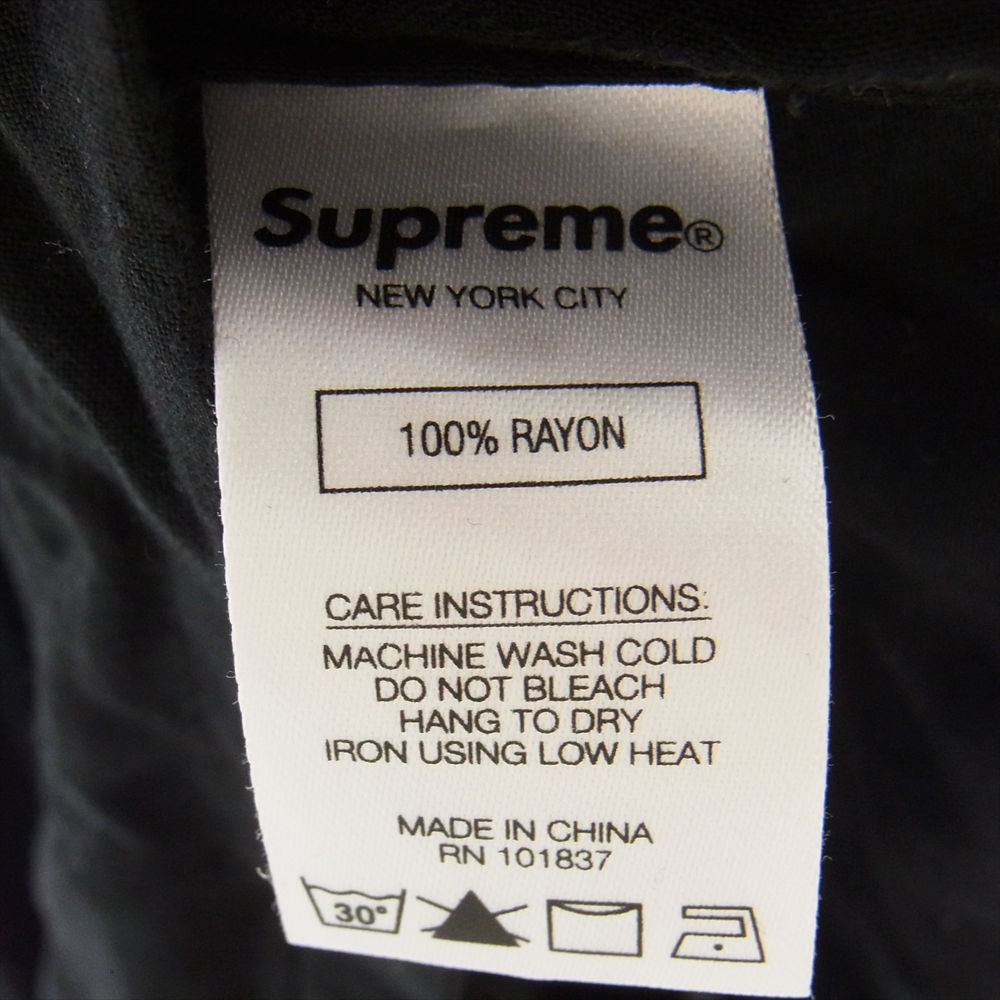 Supreme®
NEW YORK CITY
100% RAYON
CARE INSTRUCTIONS:
MACHINE WASH COLD
DO NOT BLEACH
HANG TO DRY
IRON USING LOW HEAT
MADE IN CHINA
RN 101837
30°